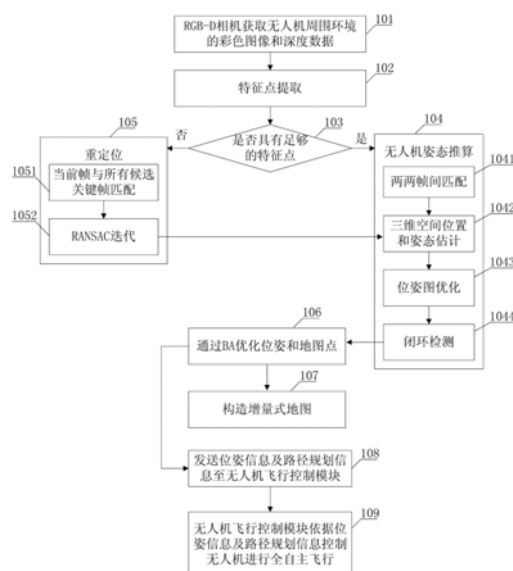 101
RGB-D相机获取无人机周围环境
的彩色图像和深度数据
102
特征点提取
103
是否具有足够
的特征点
否
是
105
重定位
1051
当前帧与所有候选
关键帧匹配
1052
RANSAC迭代
104
无人机姿态推算
1041
两两帧间匹配
1042
三维空间位置
和姿态估计
1043
位姿图优化
1044
闭环检测
106
通过BA优化位姿和地图点
107
构造增量式地图
108
发送位姿信息及路径规划信
息至无人机飞行控制模块
109
无人机飞行控制模块依据位
姿信息及路径规划信息控制
无人机进行全自主飞行